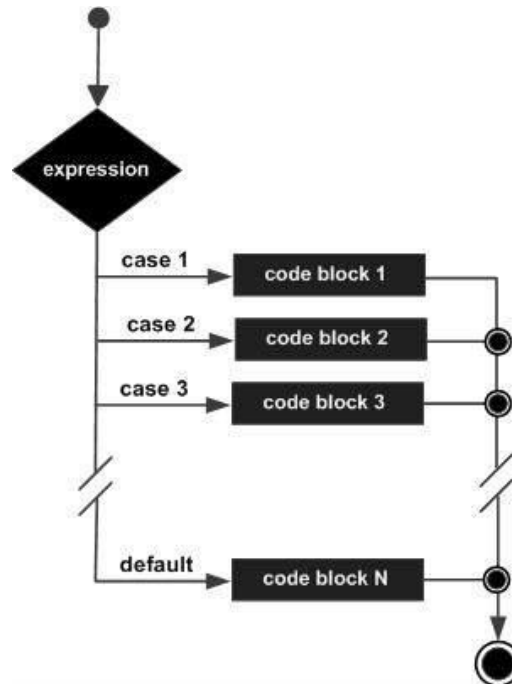 expression
case 1
code block 1
case 2
code block 2
case 3
code block 3
default
code block N